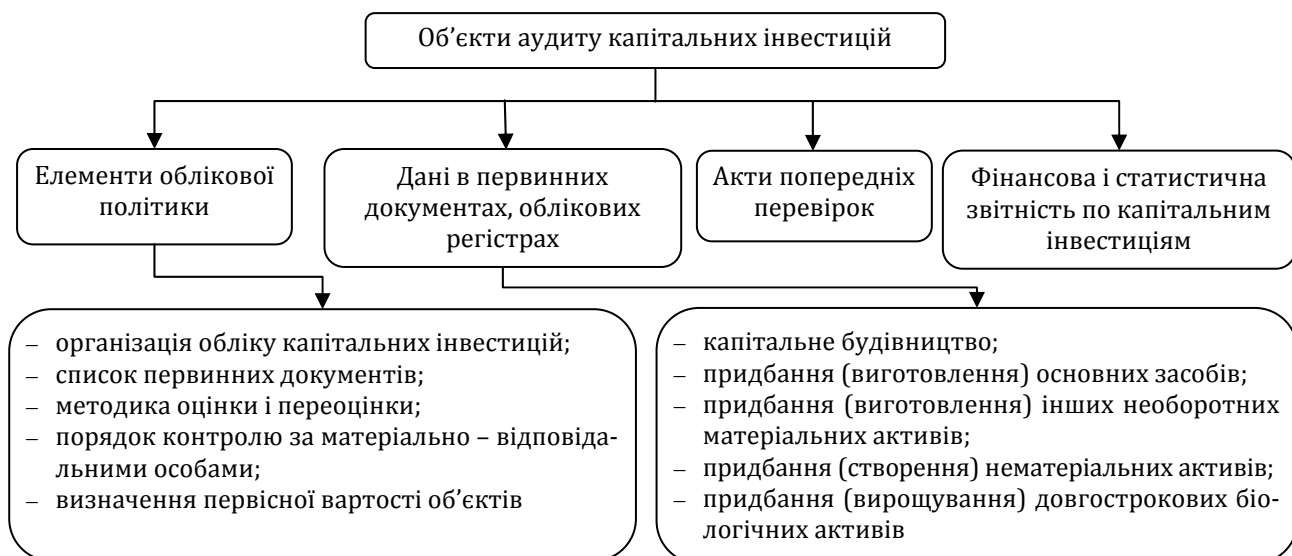 Об’єкти аудиту капітальних інвестицій
Елементи облікової
політики
Дані в первинних
документах, облікових
регістрах
Акти попередніх
перевірок
Фінансова і статистична
звітність по капітальним
інвестиціям
– організація обліку капітальних інвестицій;
– список первинних документів;
– методика оцінки і переоцінки;
– порядок контролю за матеріально – відповіда-
льними особами;
– визначення первісної вартості об’єктів
– капітальне будівництво;
– придбання (виготовлення) основних засобів;
– придбання (виготовлення) інших необоротних
матеріальних активів;
– придбання (створення) нематеріальних активів;
– придбання (вирощування) довгострокових біо-
логічних активів